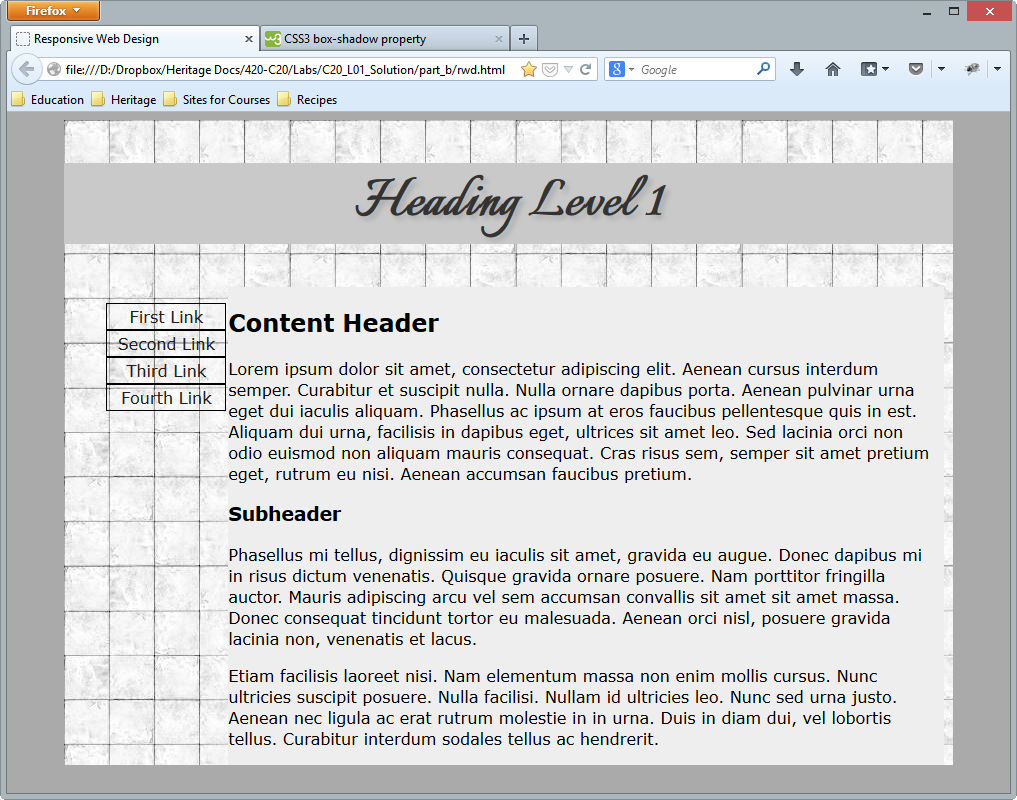 Firefox
Responsive Web Design
CSS3 box-shadow property
file:///D:/Dropbox/Heritage Docs/420-C20/Labs/C20_L01_Solution/part_b/rwd.html
Google
Education Heritage Sites for Courses Recipes
Heading Level 1
First Link
Second Link
Third Link
Fourth Link
Content Header
Lorem ipsum dolor sit amet, consectetur adipiscing elit. Aenean cursus interdum
semper. Curabitur et suscipit nulla. Nulla ornare dapibus porta. Aenean pulvinar urna
eget dui iaculis aliquam. Phasellus ac ipsum at eros faucibus pellentesque quis in est.
Aliquam dui urna, facilisis in dapibus eget, ultrices sit amet leo. Sed lacinia orci non
odio euismod non aliquam mauris consequat. Cras risus sem, semper sit amet pretium
eget, rutrum eu nisi. Aenean accumsan faucibus pretium.
Subheader
Phasellus mi tellus, dignissim eu iaculis sit amet, gravida eu augue. Donec dapibus mi
in risus dictum venenatis. Quisque gravida ornare posuere. Nam porttitor fringilla
auctor. Mauris adipiscing arcu vel sem accumsan convallis sit amet sit amet massa.
Donec consequat tincidunt tortor eu malesuada. Aenean orci nisl, posuere gravida
lacinia non, venenatis et lacus.
Etiam facilisis laoreet nisi. Nam elementum massa non enim mollis cursus. Nunc
ultricies suscipit posuere. Nulla facilisi. Nullam id ultricies leo. Nunc sed urna justo.
Aenean nec ligula ac erat rutrum molestie in in urna. Duis in diam dui, vel lobortis
tellus. Curabitur interdum sodales tellus ac hendrerit.